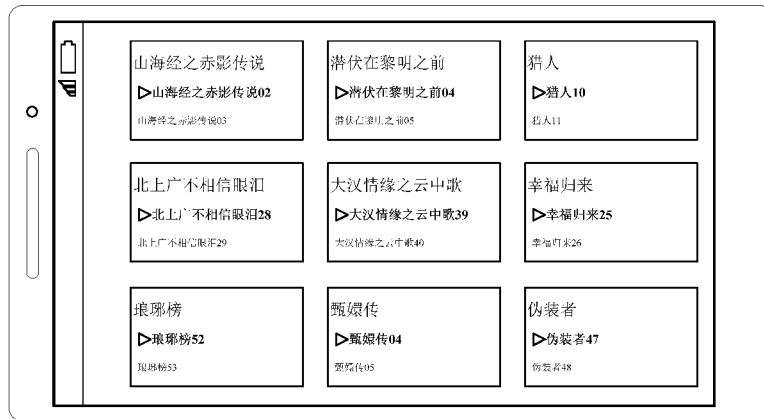 山海经之赤影传说
▷山海经之赤影传说02
山海经之赤影传说03
潜伏在黎明之前
▷潜伏在黎明之前04
潜伏在黎明之前05
猎人
▷猎人10
猎人11
北上广不相信眼泪
▷北上广不相信眼泪28
北上广不相信眼泪29
大汉情缘之云中歌
▷大汉情缘之云中歌39
大汉情缘之云中歌40
幸福归来
▷幸福归来25
幸福归来26
琅琊榜
▷琅琊榜52
琅琊榜53
甄嬛传
▷甄嬛传04
甄嬛传05
伪装者
▷伪装者47
伪装者48